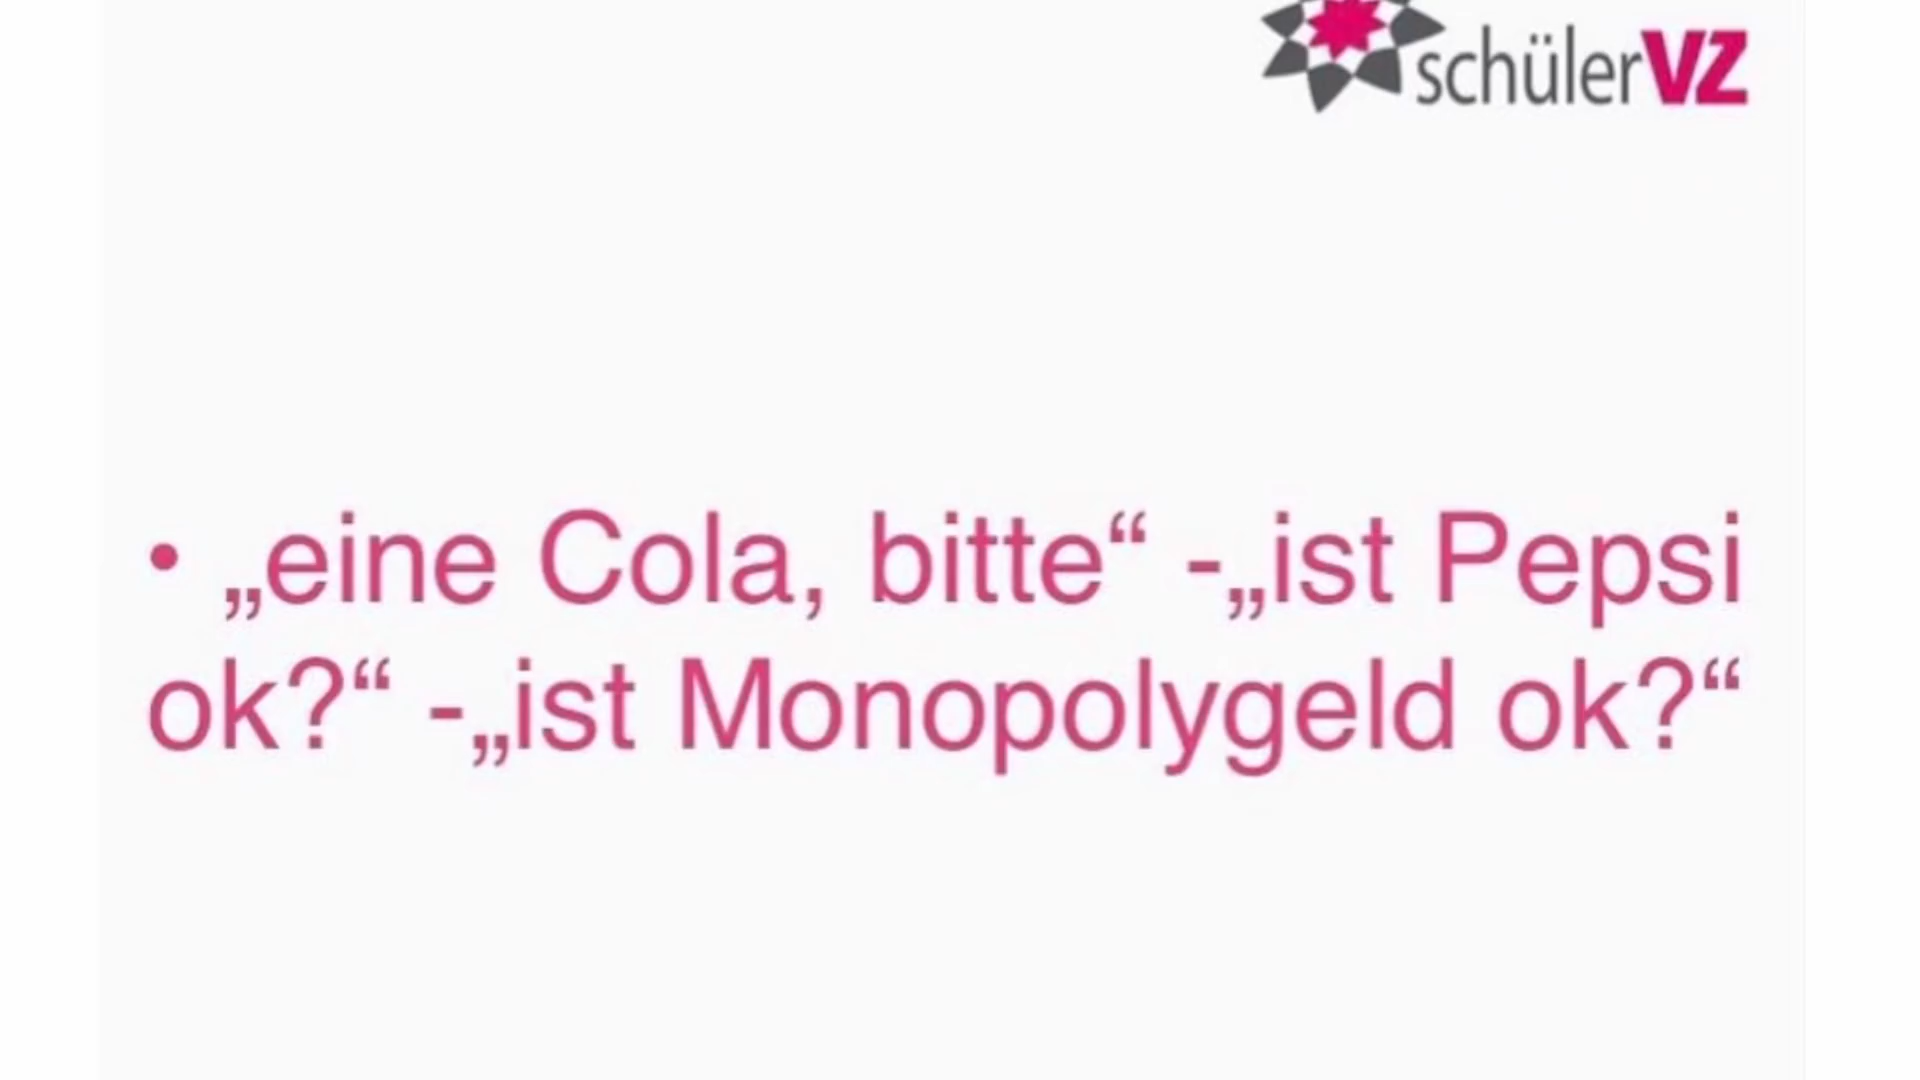 schülerVZ
• „eine Cola, bitte“ -„ist Pepsi
ok?“ -„ist Monopolygeld ok?“